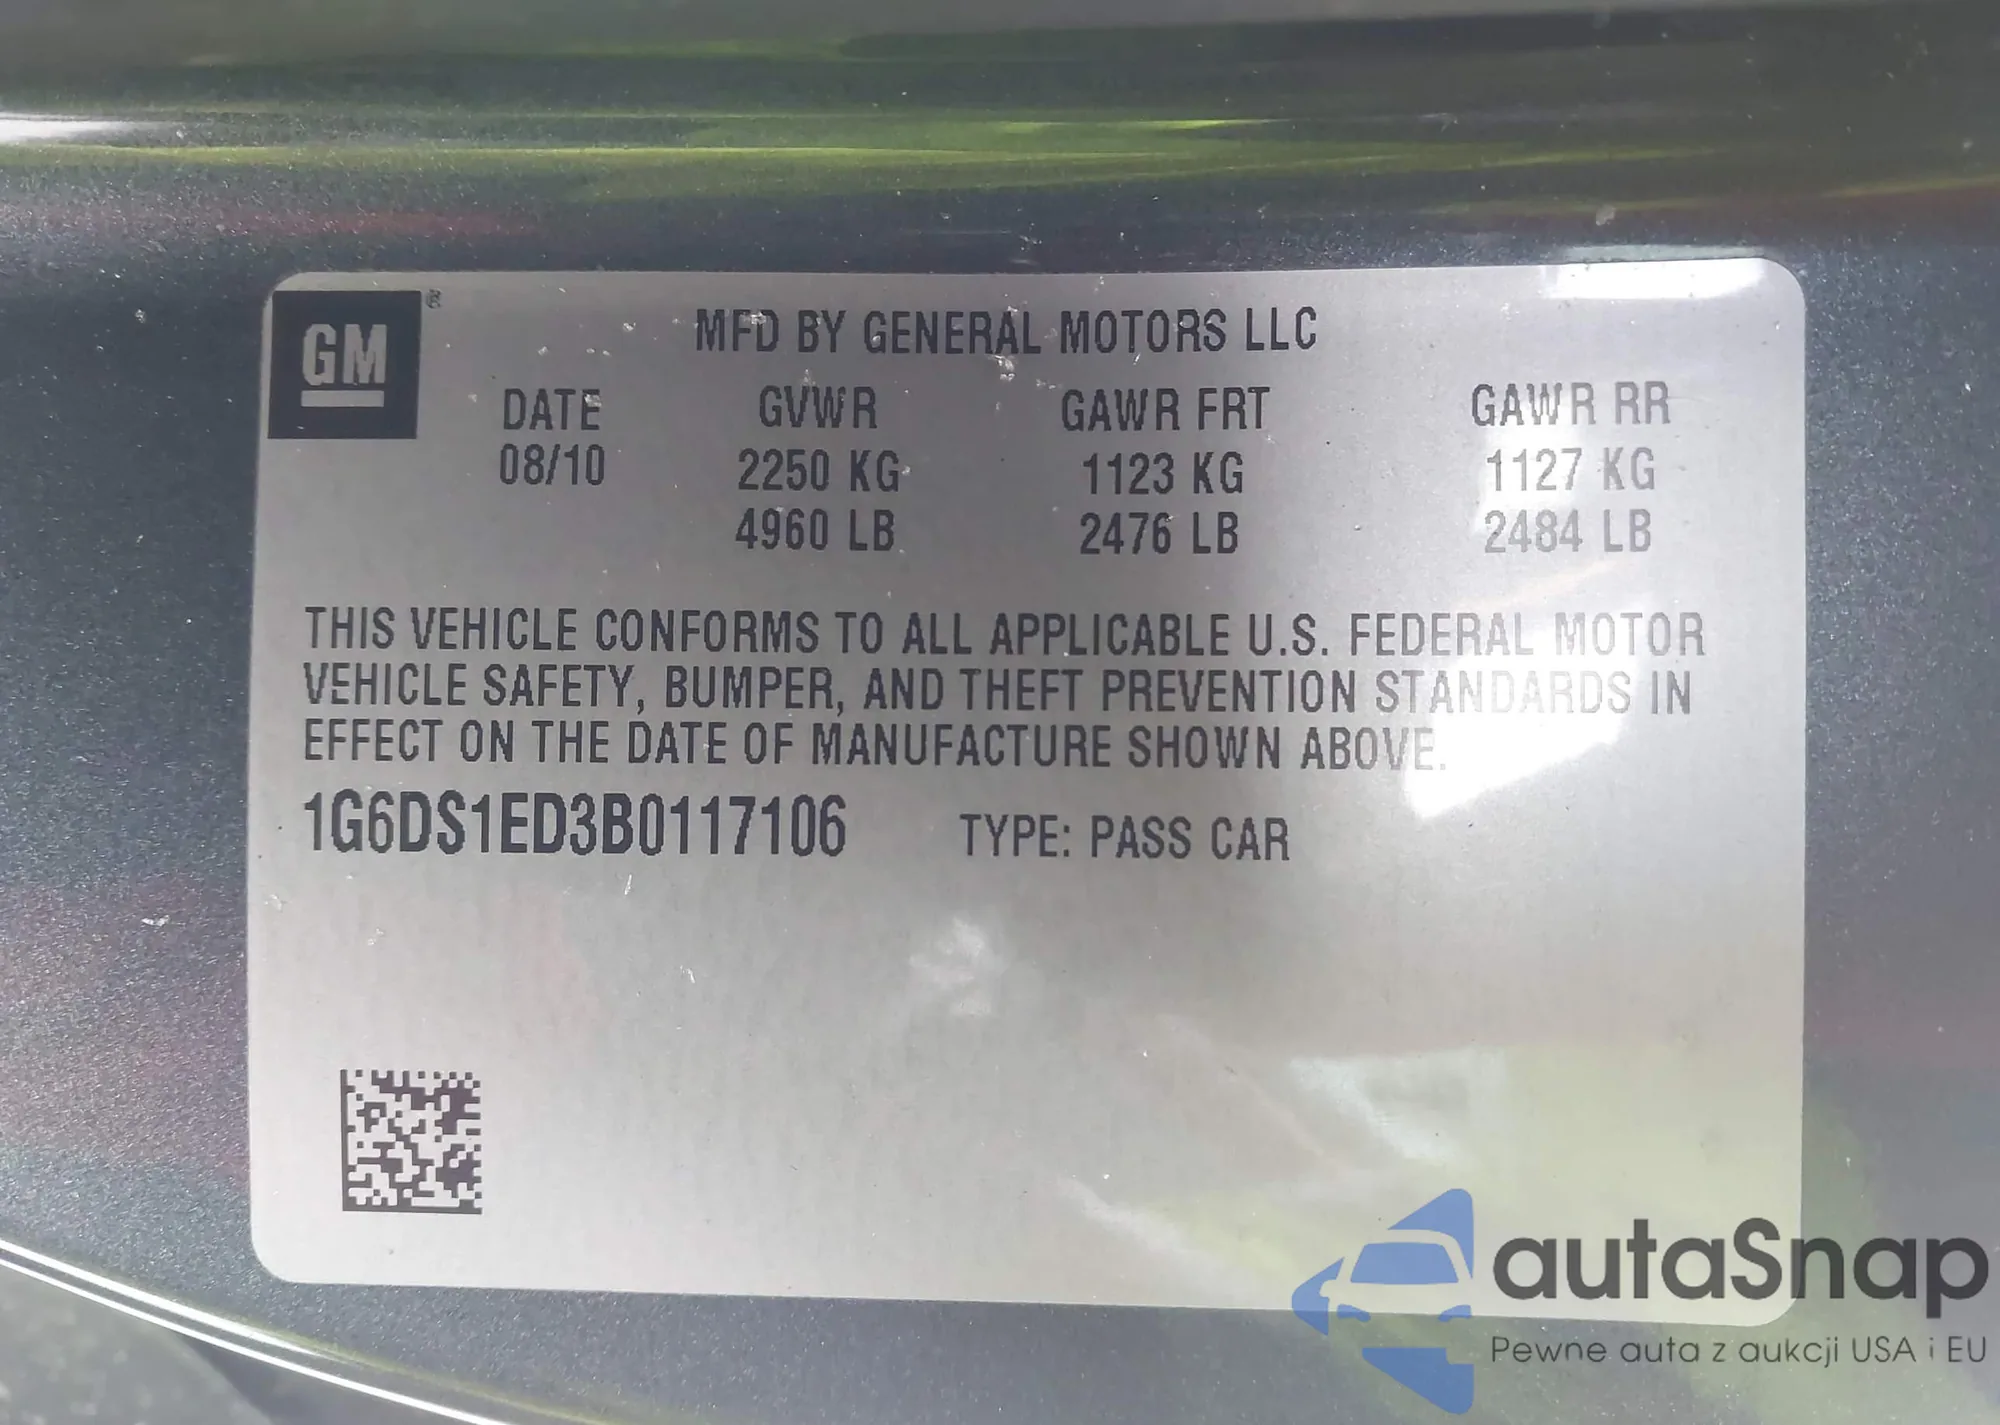 GM ®
MFD BY GENERAL MOTORS LLC
DATE GVWR GAWR FRT GAWR RR
08/10 2250 KG 1123 KG 1127 KG
4960 LB 2476 LB 2484 LB
THIS VEHICLE CONFORMS TO ALL APPLICABLE U.S. FEDERAL MOTOR
VEHICLE SAFETY, BUMPER, AND THEFT PREVENTION STANDARDS IN
EFFECT ON THE DATE OF MANUFACTURE SHOWN ABOVE.
1G6DS1ED3B0117106 TYPE: PASS CAR
autaSnap
Pewne auta z aukcji USA i EU